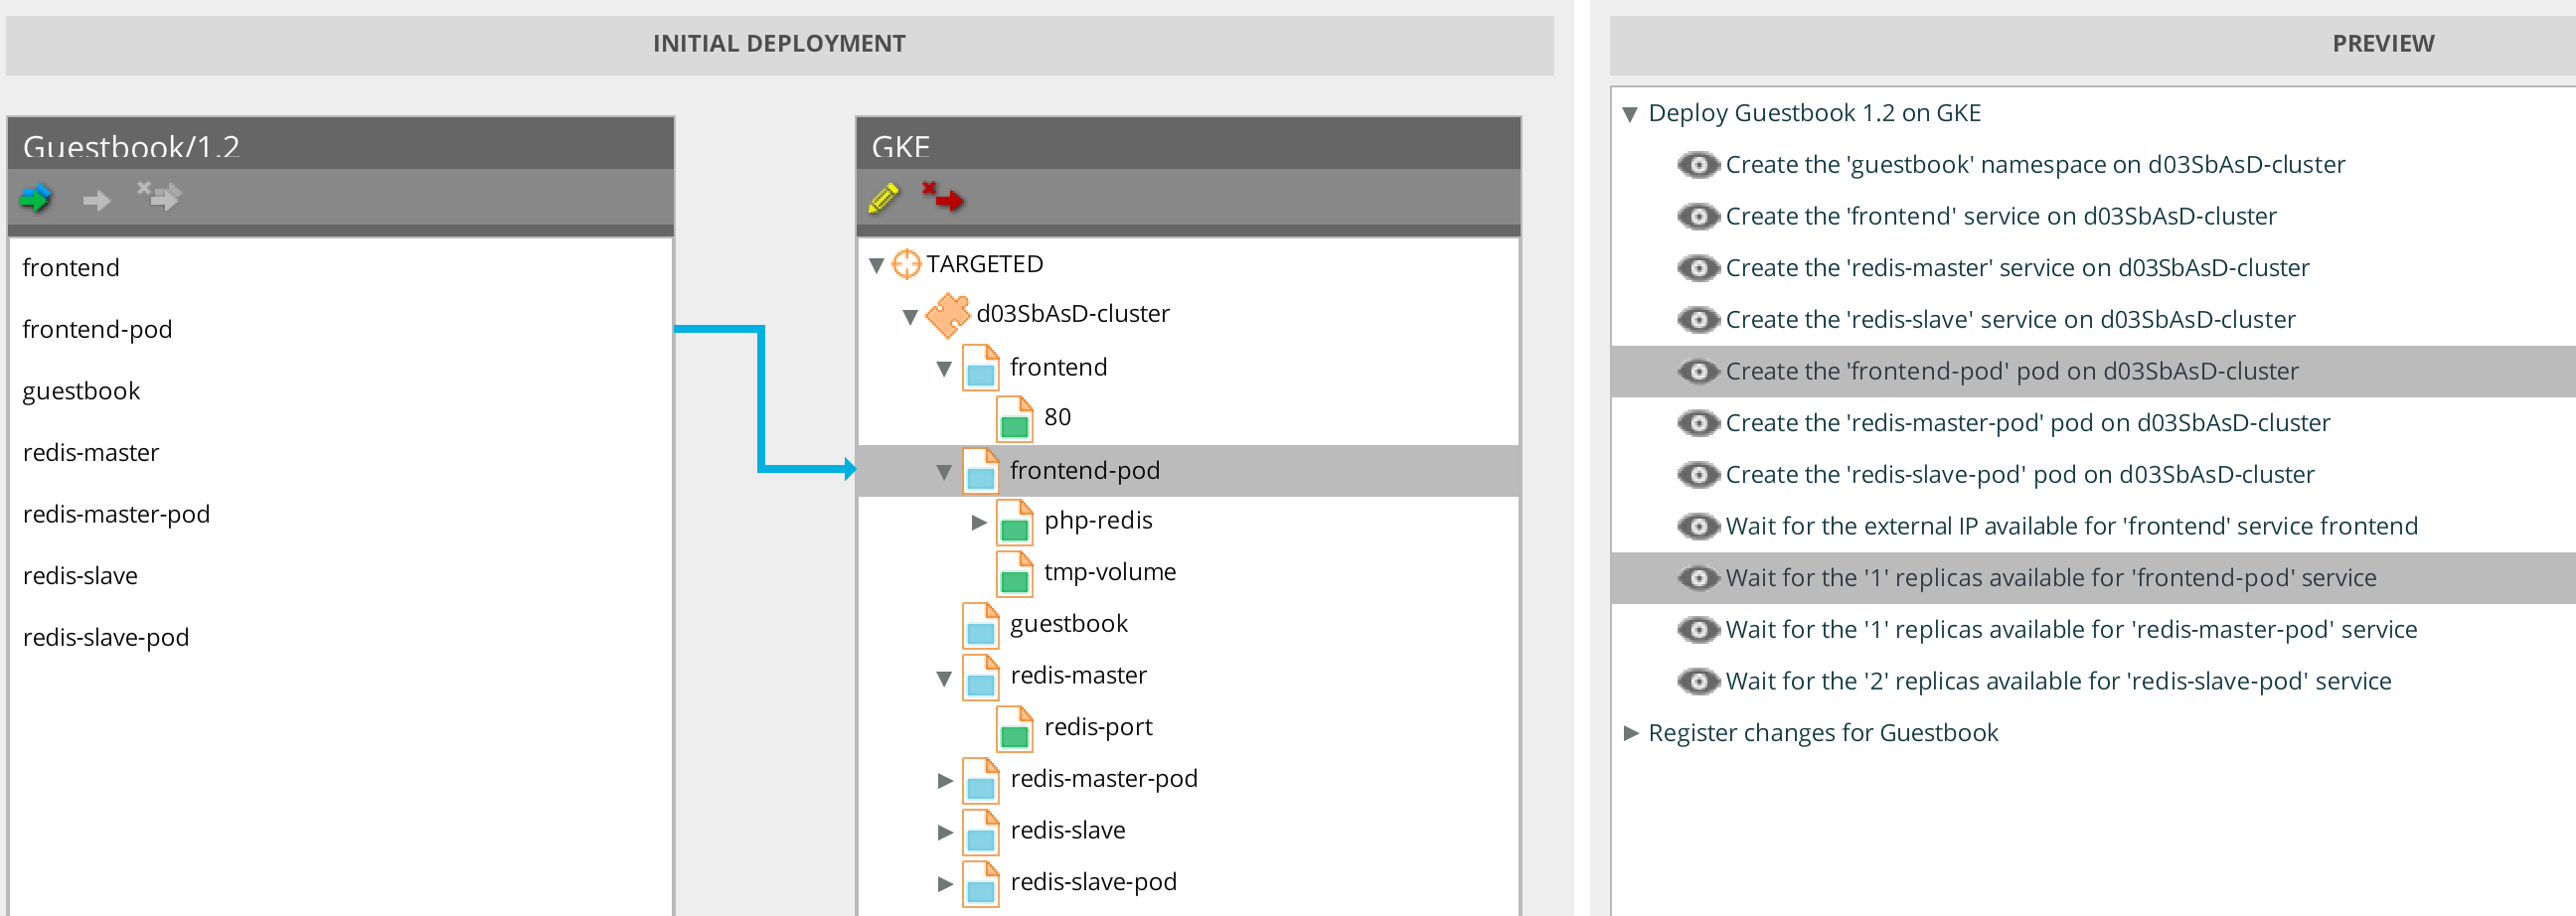 INITIAL DEPLOYMENT
Guestbook/1.2
frontend
frontend-pod
guestbook
redis-master
redis-master-pod
redis-slave
redis-slave-pod
GKE
TARGETED
d03SbAsD-cluster
frontend
80
frontend-pod
php-redis
tmp-volume
guestbook
redis-master
redis-port
redis-master-pod
redis-slave
redis-slave-pod
PREVIEW
Deploy Guestbook 1.2 on GKE
Create the 'guestbook' namespace on d03SbAsD-cluster
Create the 'frontend' service on d03SbAsD-cluster
Create the 'redis-master' service on d03SbAsD-cluster
Create the 'redis-slave' service on d03SbAsD-cluster
Create the 'frontend-pod' pod on d03SbAsD-cluster
Create the 'redis-master-pod' pod on d03SbAsD-cluster
Create the 'redis-slave-pod' pod on d03SbAsD-cluster
Wait for the external IP available for 'frontend' service frontend
Wait for the '1' replicas available for 'frontend-pod' service
Wait for the '1' replicas available for 'redis-master-pod' service
Wait for the '2' replicas available for 'redis-slave-pod' service
Register changes for Guestbook